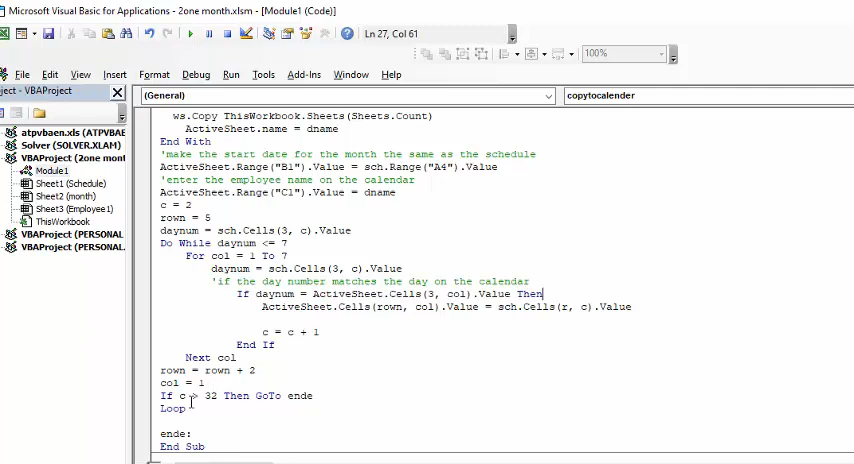 Microsoft Visual Basic for Applications - 2one month.xlsm - [Module1 (Code)]
Ln 27, Col 61
100%
File Edit View Insert Format Debug Run Tools Add-Ins Window Help
ject - VBAProject
(General) copytocalender
atpvbaen.xls (ATPVBAE
Solver (SOLVER.XLAM)
VBAProject (2one mont
Module1
Sheet1 (Schedule)
Sheet2 (month)
Sheet3 (Employee1)
ThisWorkbook
VBAProject (PERSONAL
VBAProject (PERSONAL
ws.Copy ThisWorkbook.Sheets(Sheets.Count)
ActiveSheet.name = dname
End With
'make the start date for the month the same as the schedule
ActiveSheet.Range("B1").Value = sch.Range("A4").Value
'enter the employee name on the calendar
ActiveSheet.Range("C1").Value = dname
c = 2
rown = 5
daynum = sch.Cells(3, c).Value
Do While daynum <= 7
For col = 1 To 7
daynum = sch.Cells(3, c).Value
'if the day number matches the day on the calendar
If daynum = ActiveSheet.Cells(3, col).Value Then
ActiveSheet.Cells(rown, col).Value = sch.Cells(r, c).Value
c = c + 1
End If
Next col
rown = rown + 2
col = 1
If c > 32 Then GoTo ende
Loop
ende:
End Sub